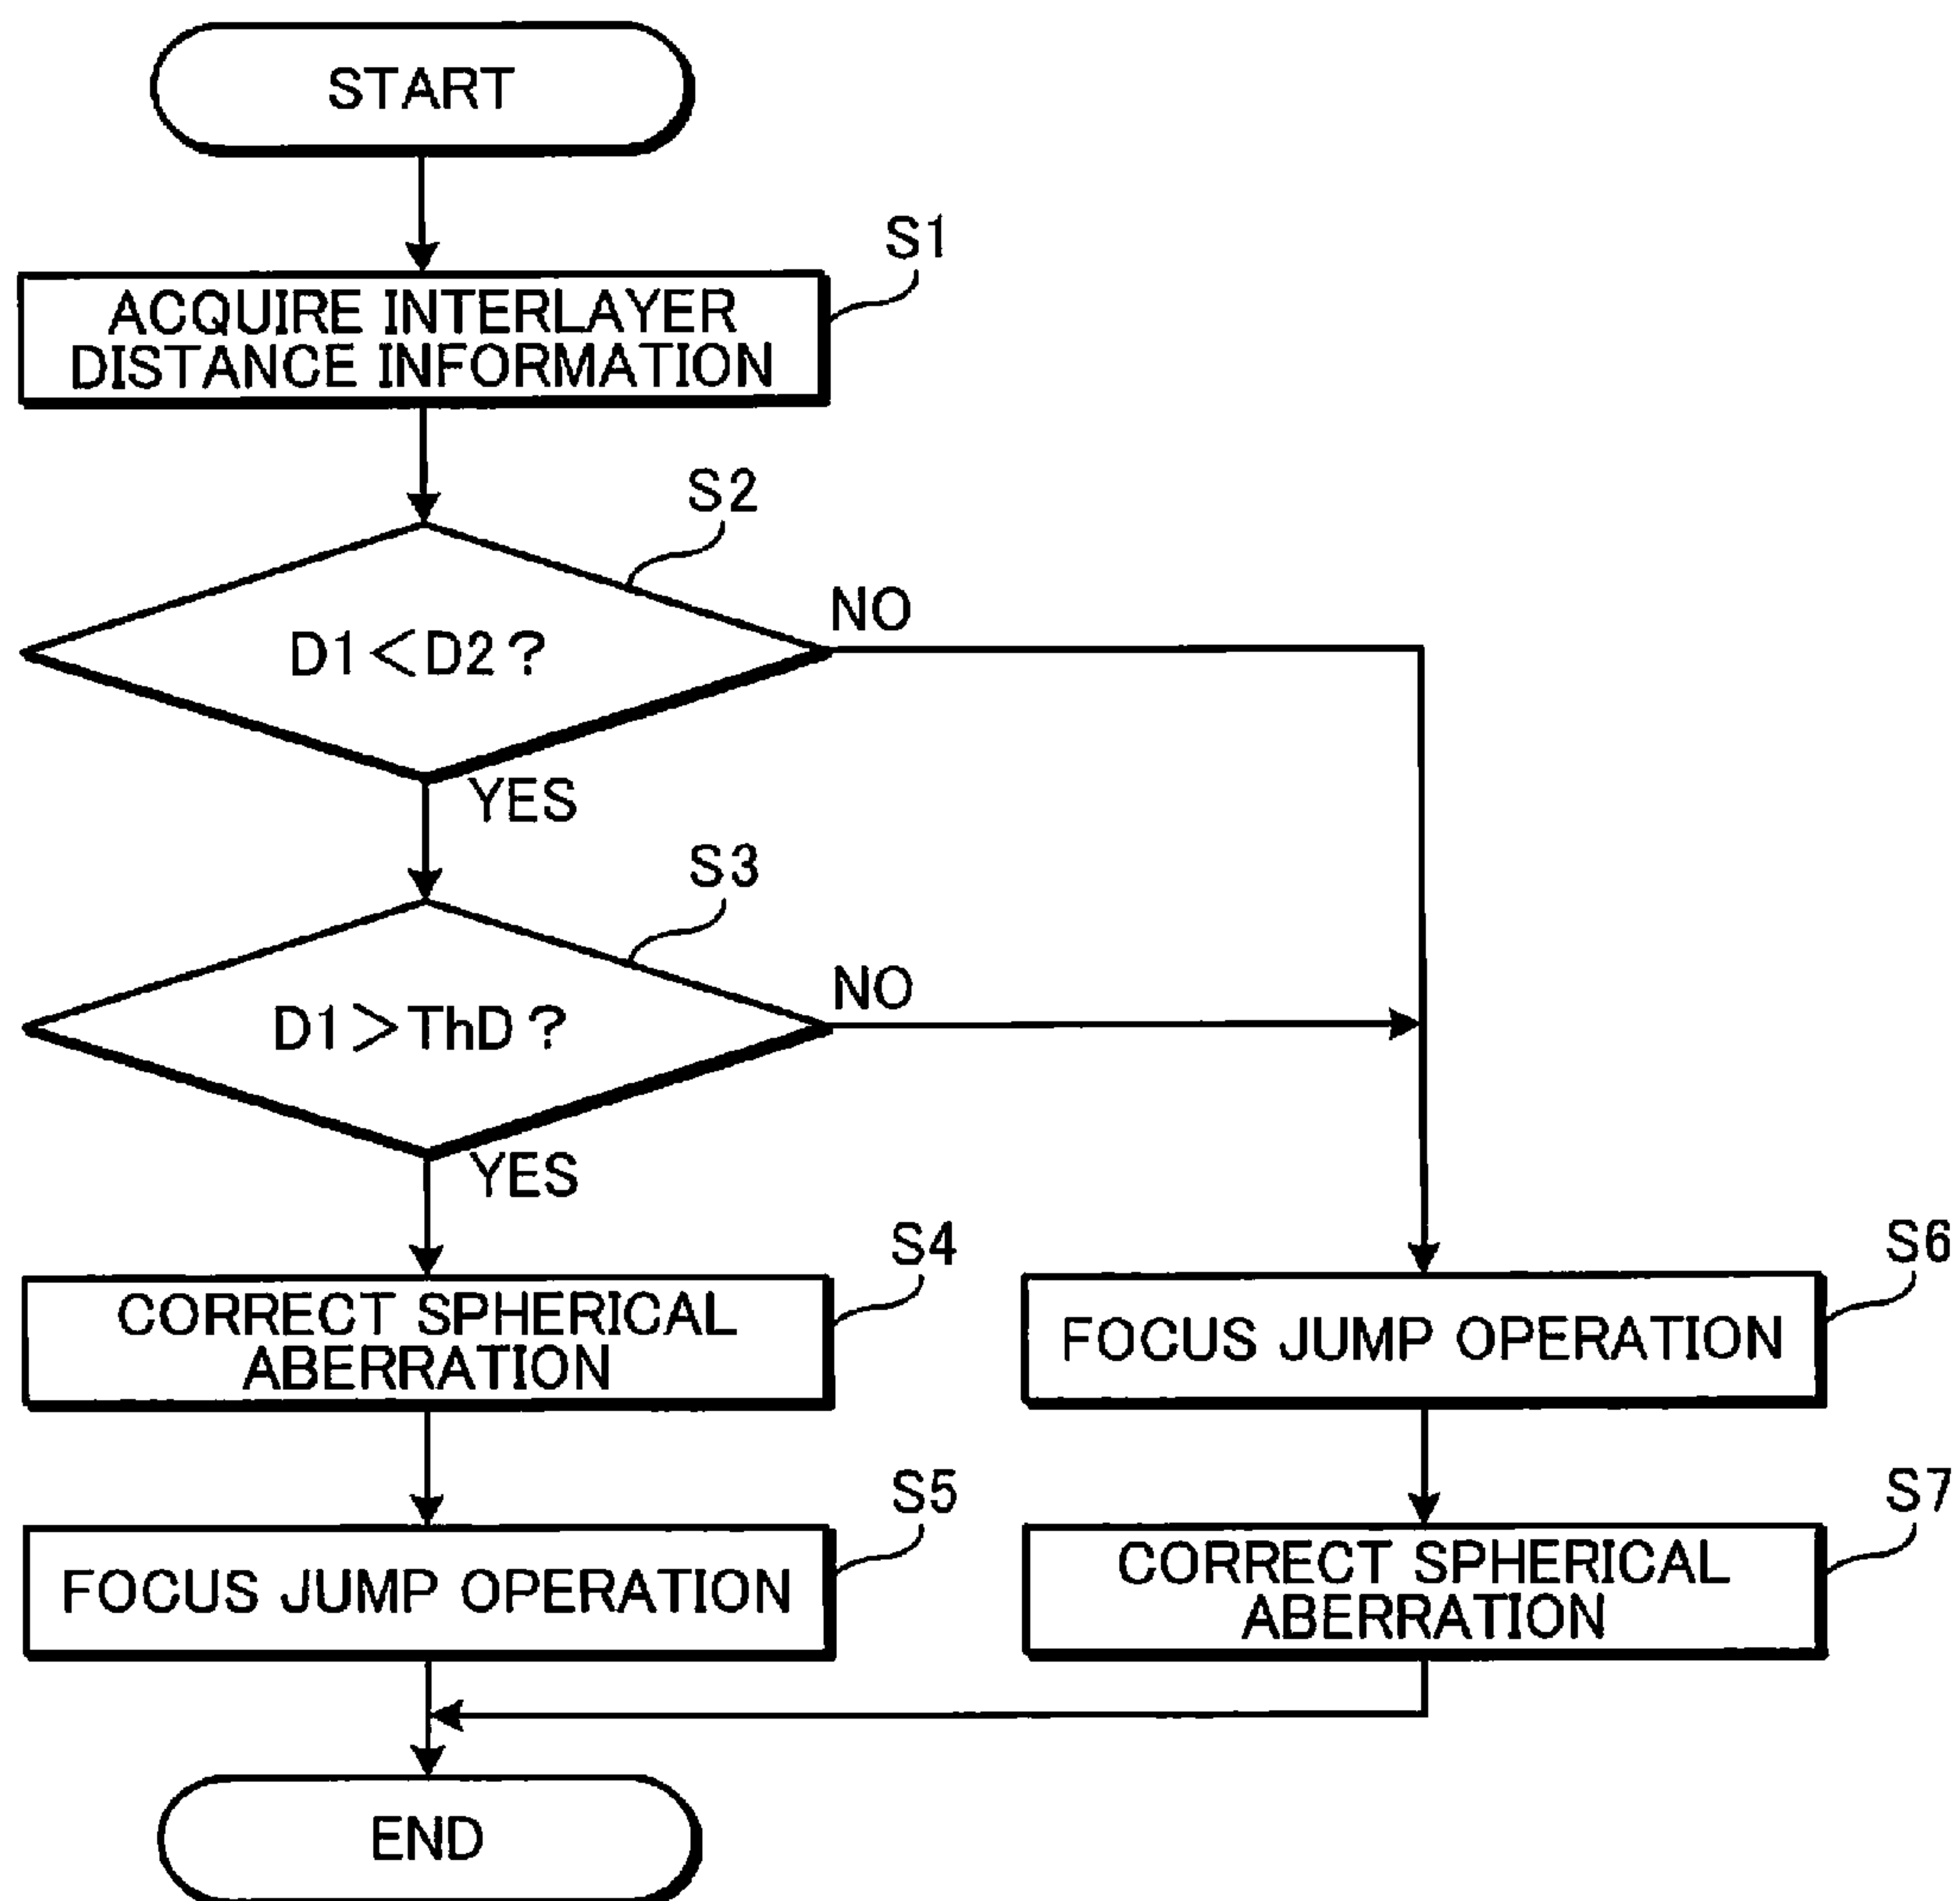 START
S1
ACQUIRE INTERLAYER
DISTANCE INFORMATION
S2
D1<D2?
NO
YES
S3
D1>ThD?
NO
YES
S4
CORRECT SPHERICAL
ABERRATION
S6
FOCUS JUMP OPERATION
S5
FOCUS JUMP OPERATION
S7
CORRECT SPHERICAL
ABERRATION
END